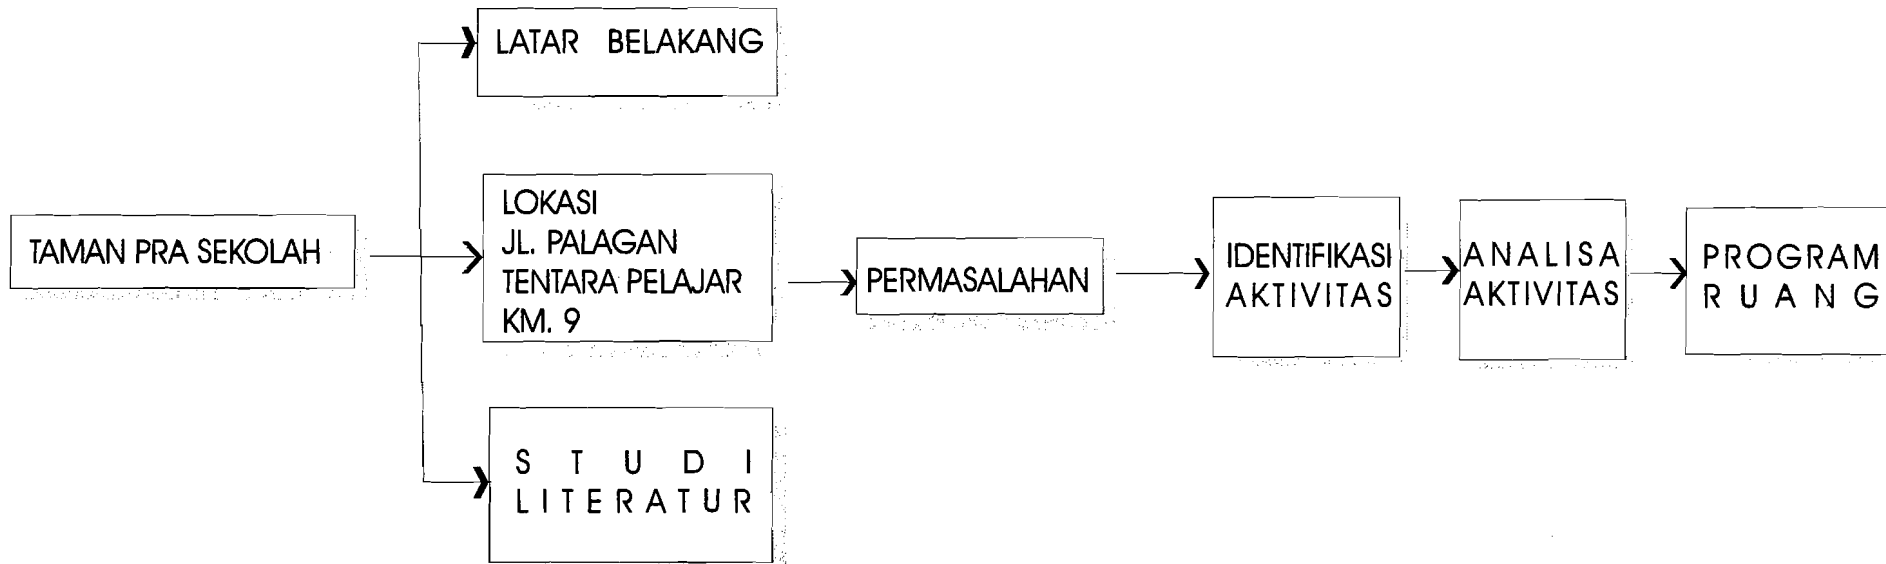 TAMAN PRA SEKOLAH
LATAR BELAKANG
LOKASI
JL. PALAGAN
TENTARA PELAJAR
KM. 9
STUDI
LITERATUR
PERMASALAHAN
IDENTIFIKASI
AKTIVITAS
ANALISA
AKTIVITAS
PROGRAM
RUANG